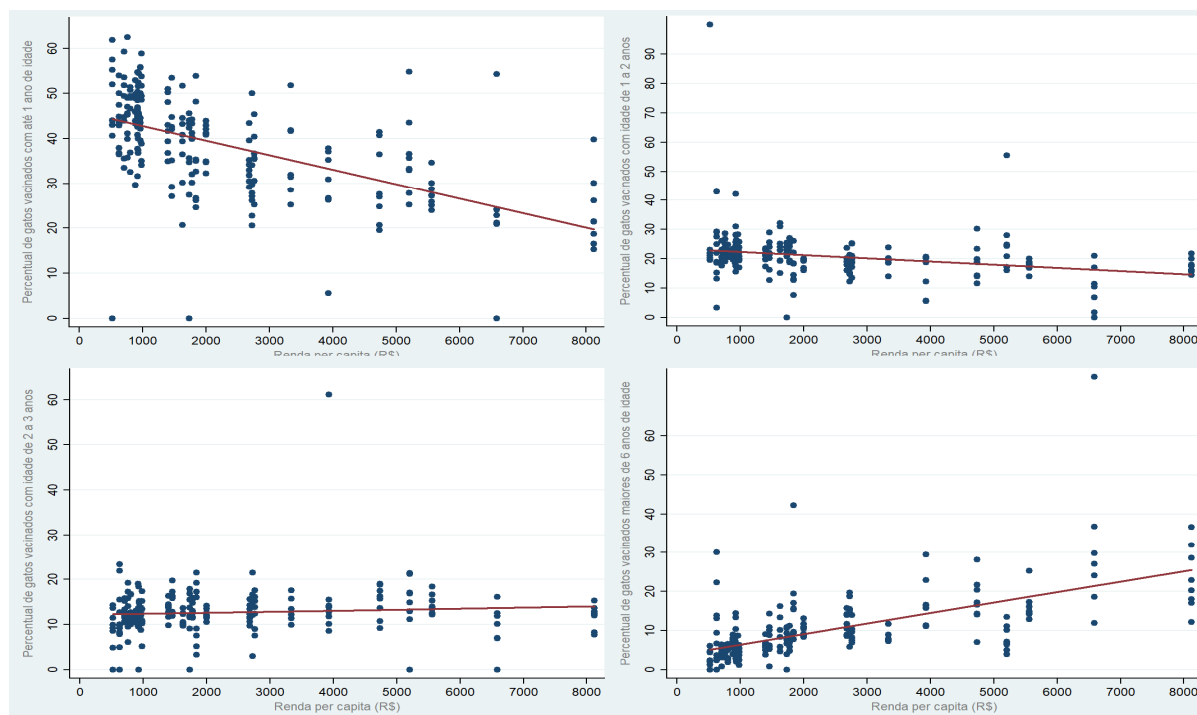 Percentual de gatos vacinados com até 1 ano de idade
60
50
40
30
20
10
0
0 1000 2000 3000 4000 5000 6000 7000 8000
Renda per capita (R$)
Percentual de gatos vacinados com idade de 1 a 2 anos
90
80
70
60
50
40
30
20
10
0
0 1000 2000 3000 4000 5000 6000 7000 8000
Renda per capita (R$)
Percentual de gatos vacinados com idade de 2 a 3 anos
60
50
40
30
20
10
0
0 1000 2000 3000 4000 5000 6000 7000 8000
Renda per capita (R$)
Percentual de gatos vacinados maiores de 6 anos de idade
60
50
40
30
20
10
0
0 1000 2000 3000 4000 5000 6000 7000 8000
Renda per capita (R$)